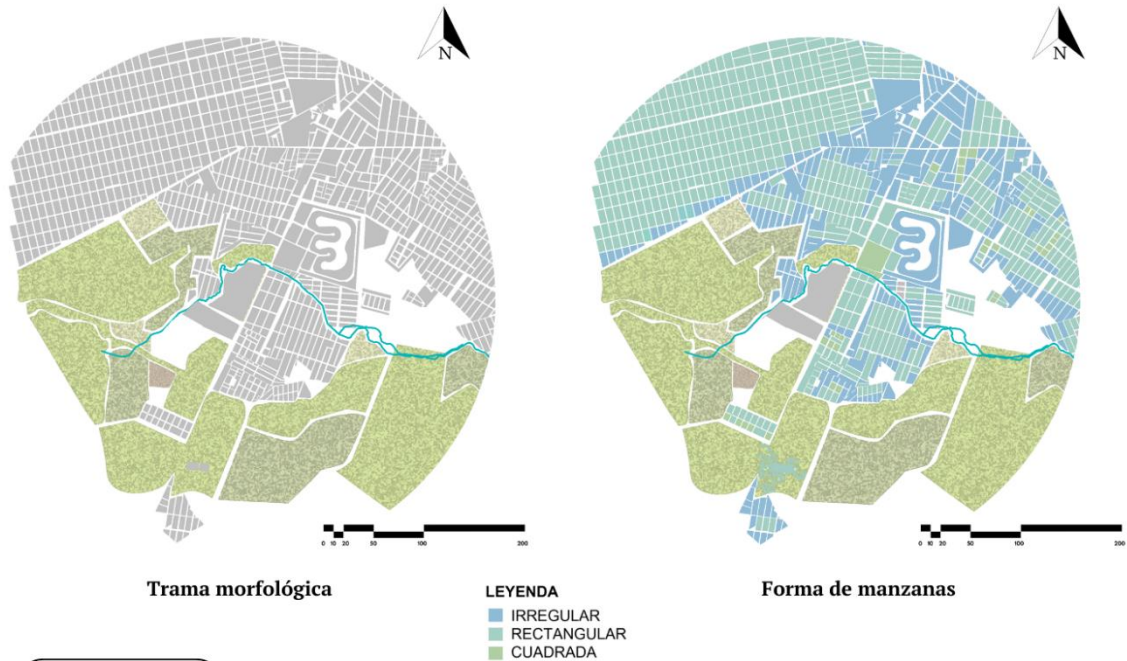 N
N
0 10 20 50 100 200
0 10 20 50 100 200
Trama morfológica
Forma de manzanas
LEYENDA
IRREGULAR
RECTANGULAR
CUADRADA